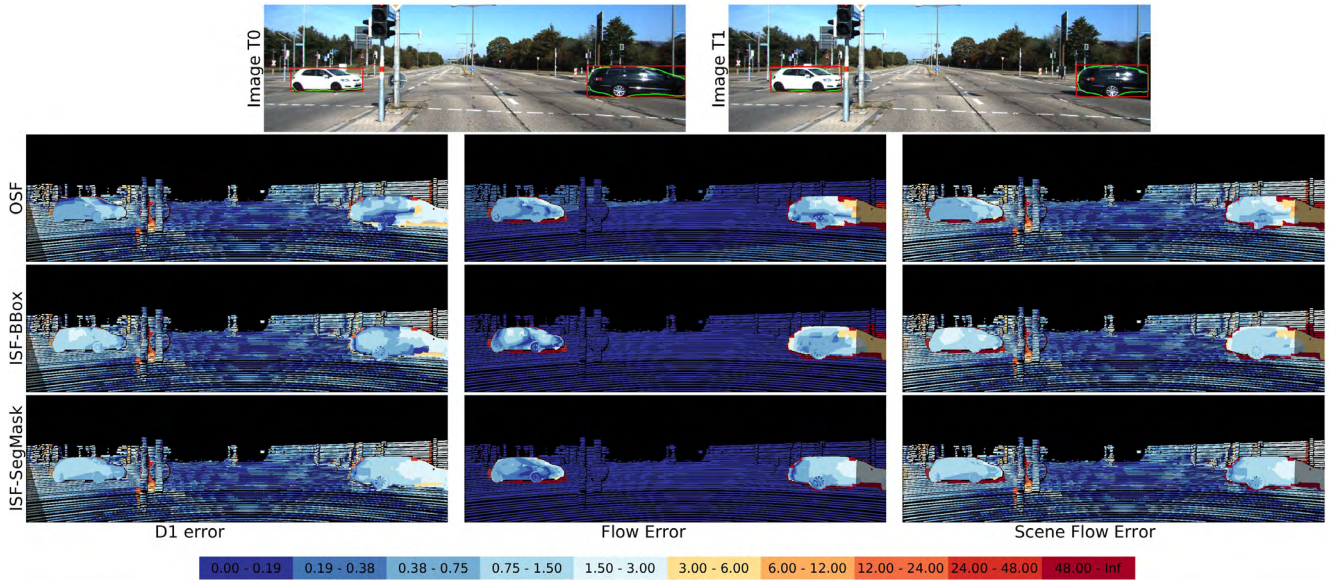 Image T0
Image T1
OSF
ISF-BBox
ISF-SegMask
D1 error
Flow Error
Scene Flow Error
0.00 - 0.19
0.19 - 0.38
0.38 - 0.75
0.75 - 1.50
1.50 - 3.00
3.00 - 6.00
6.00 - 12.00
12.00 - 24.00
24.00 - 48.00
48.00 - Inf